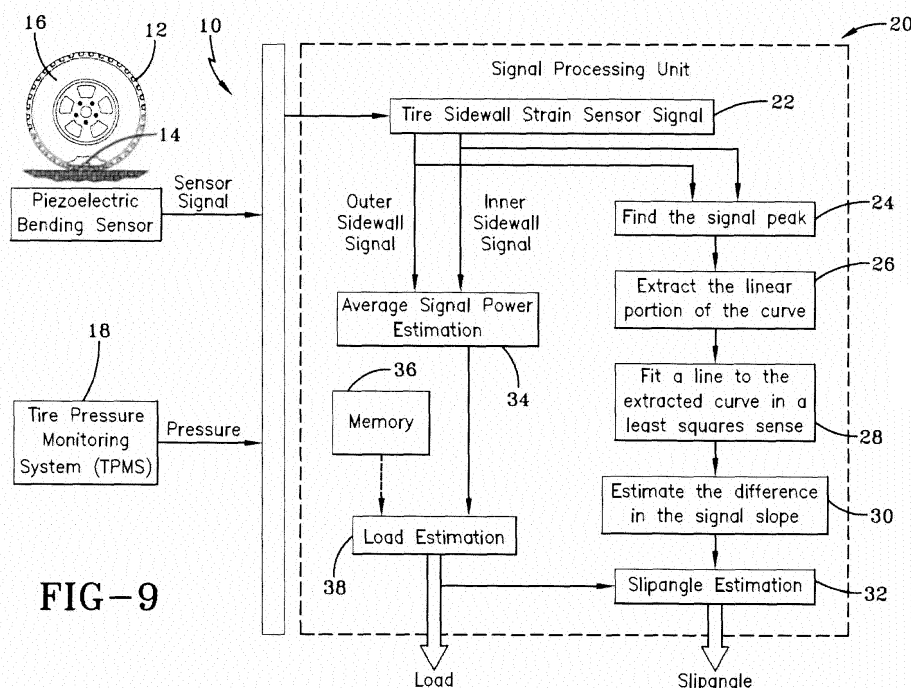 16
12
10
20
Signal Processing Unit
Tire Sidewall Strain Sensor Signal
22
14
Piezoelectric
Bending Sensor
Sensor
Signal
Outer
Sidewall
Signal
Inner
Sidewall
Signal
Find the signal peak
24
Extract the linear
portion of the curve
26
Average Signal Power
Estimation
34
18
Tire Pressure
Monitoring
System (TPMS)
Pressure
36
Memory
Fit a line to the
extracted curve in a
least squares sense
28
Estimate the difference
in the signal slope
30
Load Estimation
38
Slipangle Estimation
32
FIG-9
Load
Slipangle